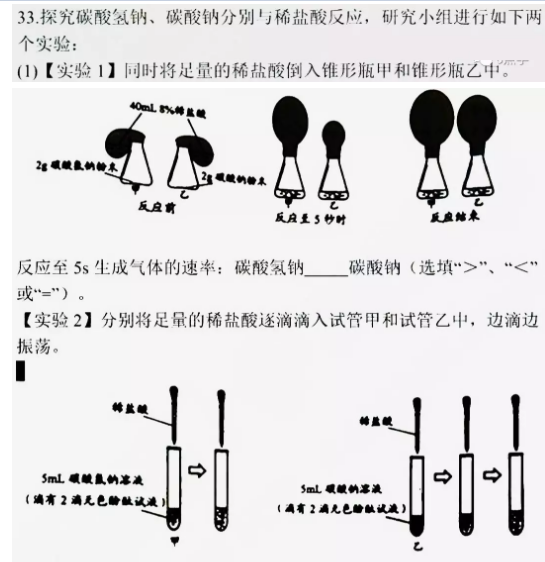 33.探究碳酸氢钠、碳酸钠分别与稀盐酸反应，研究小组进行如下两
个实验：
(1)【实验 1】同时将足量的稀盐酸倒入锥形瓶甲和锥形瓶乙中。
40mL 8%稀盐酸
2g 碳酸氢钠粉末
2g 碳酸钠粉末
甲
乙
反应前
甲
乙
反应至 5 秒时
甲
乙
反应结束
反应至 5s 生成气体的速率：碳酸氢钠_____碳酸钠（选填“>”、“<”
或“=”）。
【实验 2】分别将足量的稀盐酸逐滴滴入试管甲和试管乙中，边滴边
振荡。
稀盐酸
稀盐酸
5mL 碳酸氢钠溶液
（滴有 2 滴无色酚酞试液）
5mL 碳酸钠溶液
（滴有 2 滴无色酚酞试液）
甲
乙